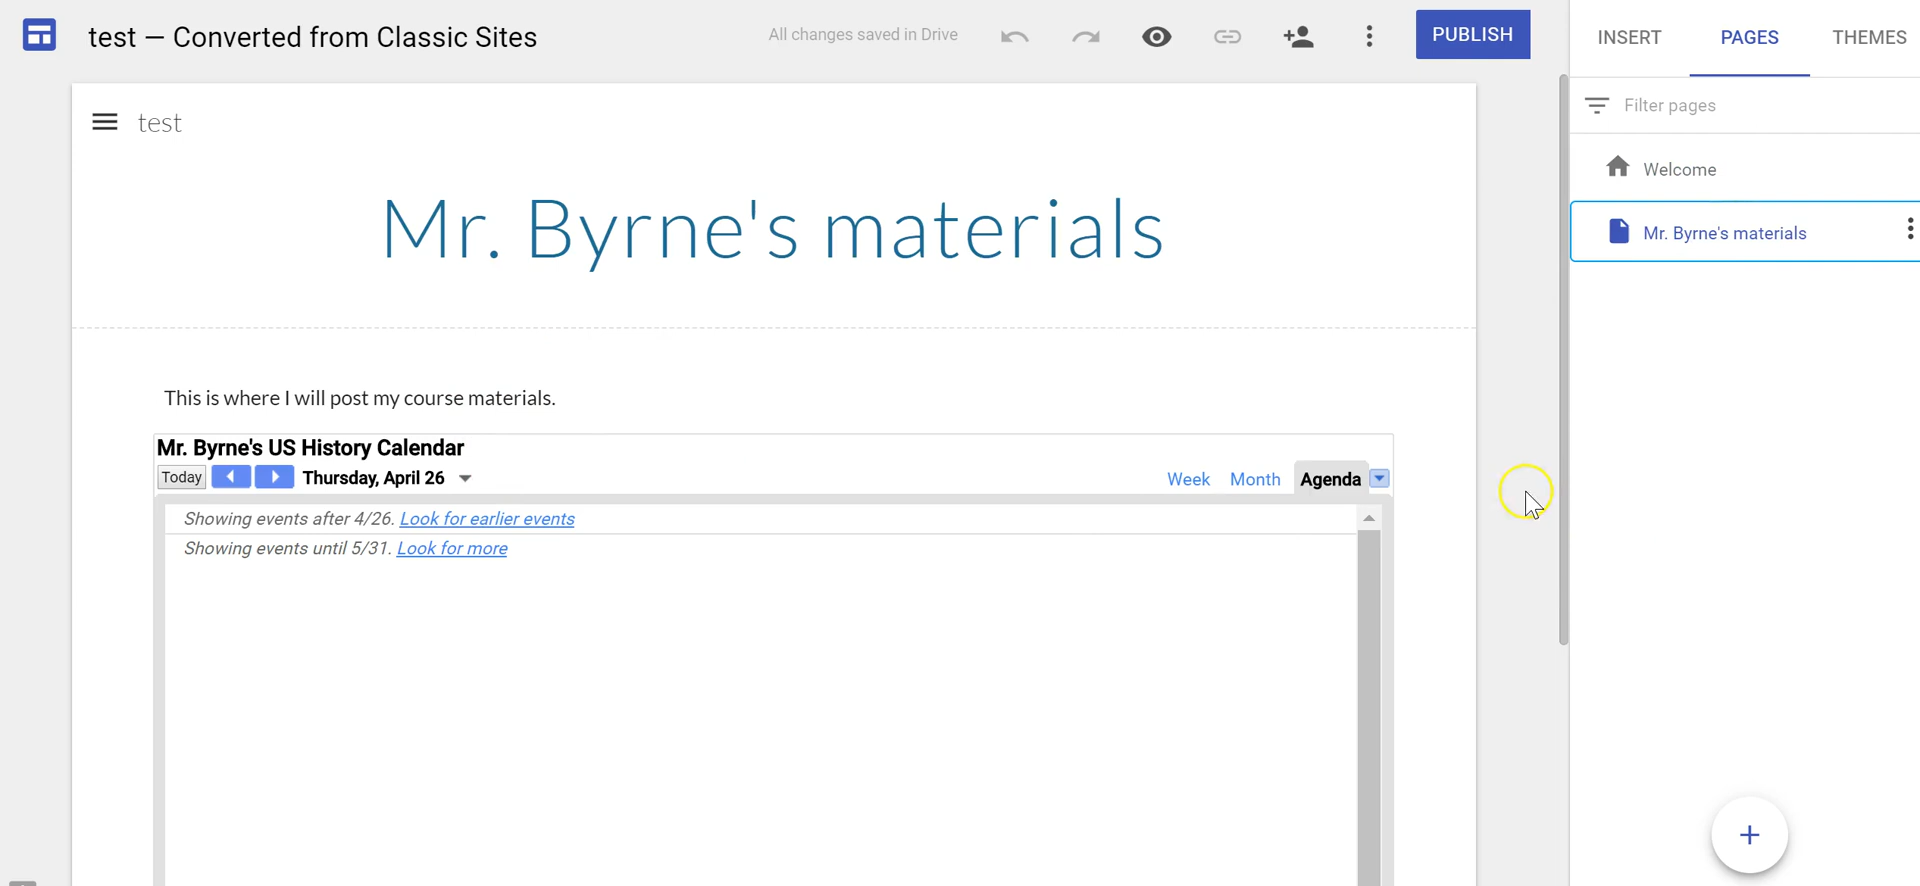 test — Converted from Classic Sites
All changes saved in Drive
PUBLISH
INSERT
PAGES
THEMES
Filter pages
Welcome
Mr. Byrne's materials
test
Mr. Byrne's materials
This is where I will post my course materials.
Mr. Byrne's US History Calendar
Today
Thursday, April 26
Week
Month
Agenda
Showing events after 4/26. Look for earlier events
Showing events until 5/31. Look for more